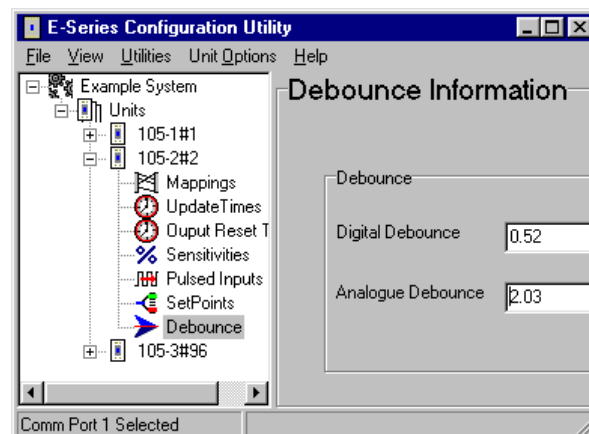 E-Series Configuration Utility
File View Utilities Unit Options Help
Example System
Units
105-1#1
105-2#2
Mappings
UpdateTimes
Ouput Reset T
Sensitivities
Pulsed Inputs
SetPoints
Debounce
105-3#96
Debounce Information
Debounce
Digital Debounce 0.52
Analogue Debounce 2.03
Comm Port 1 Selected